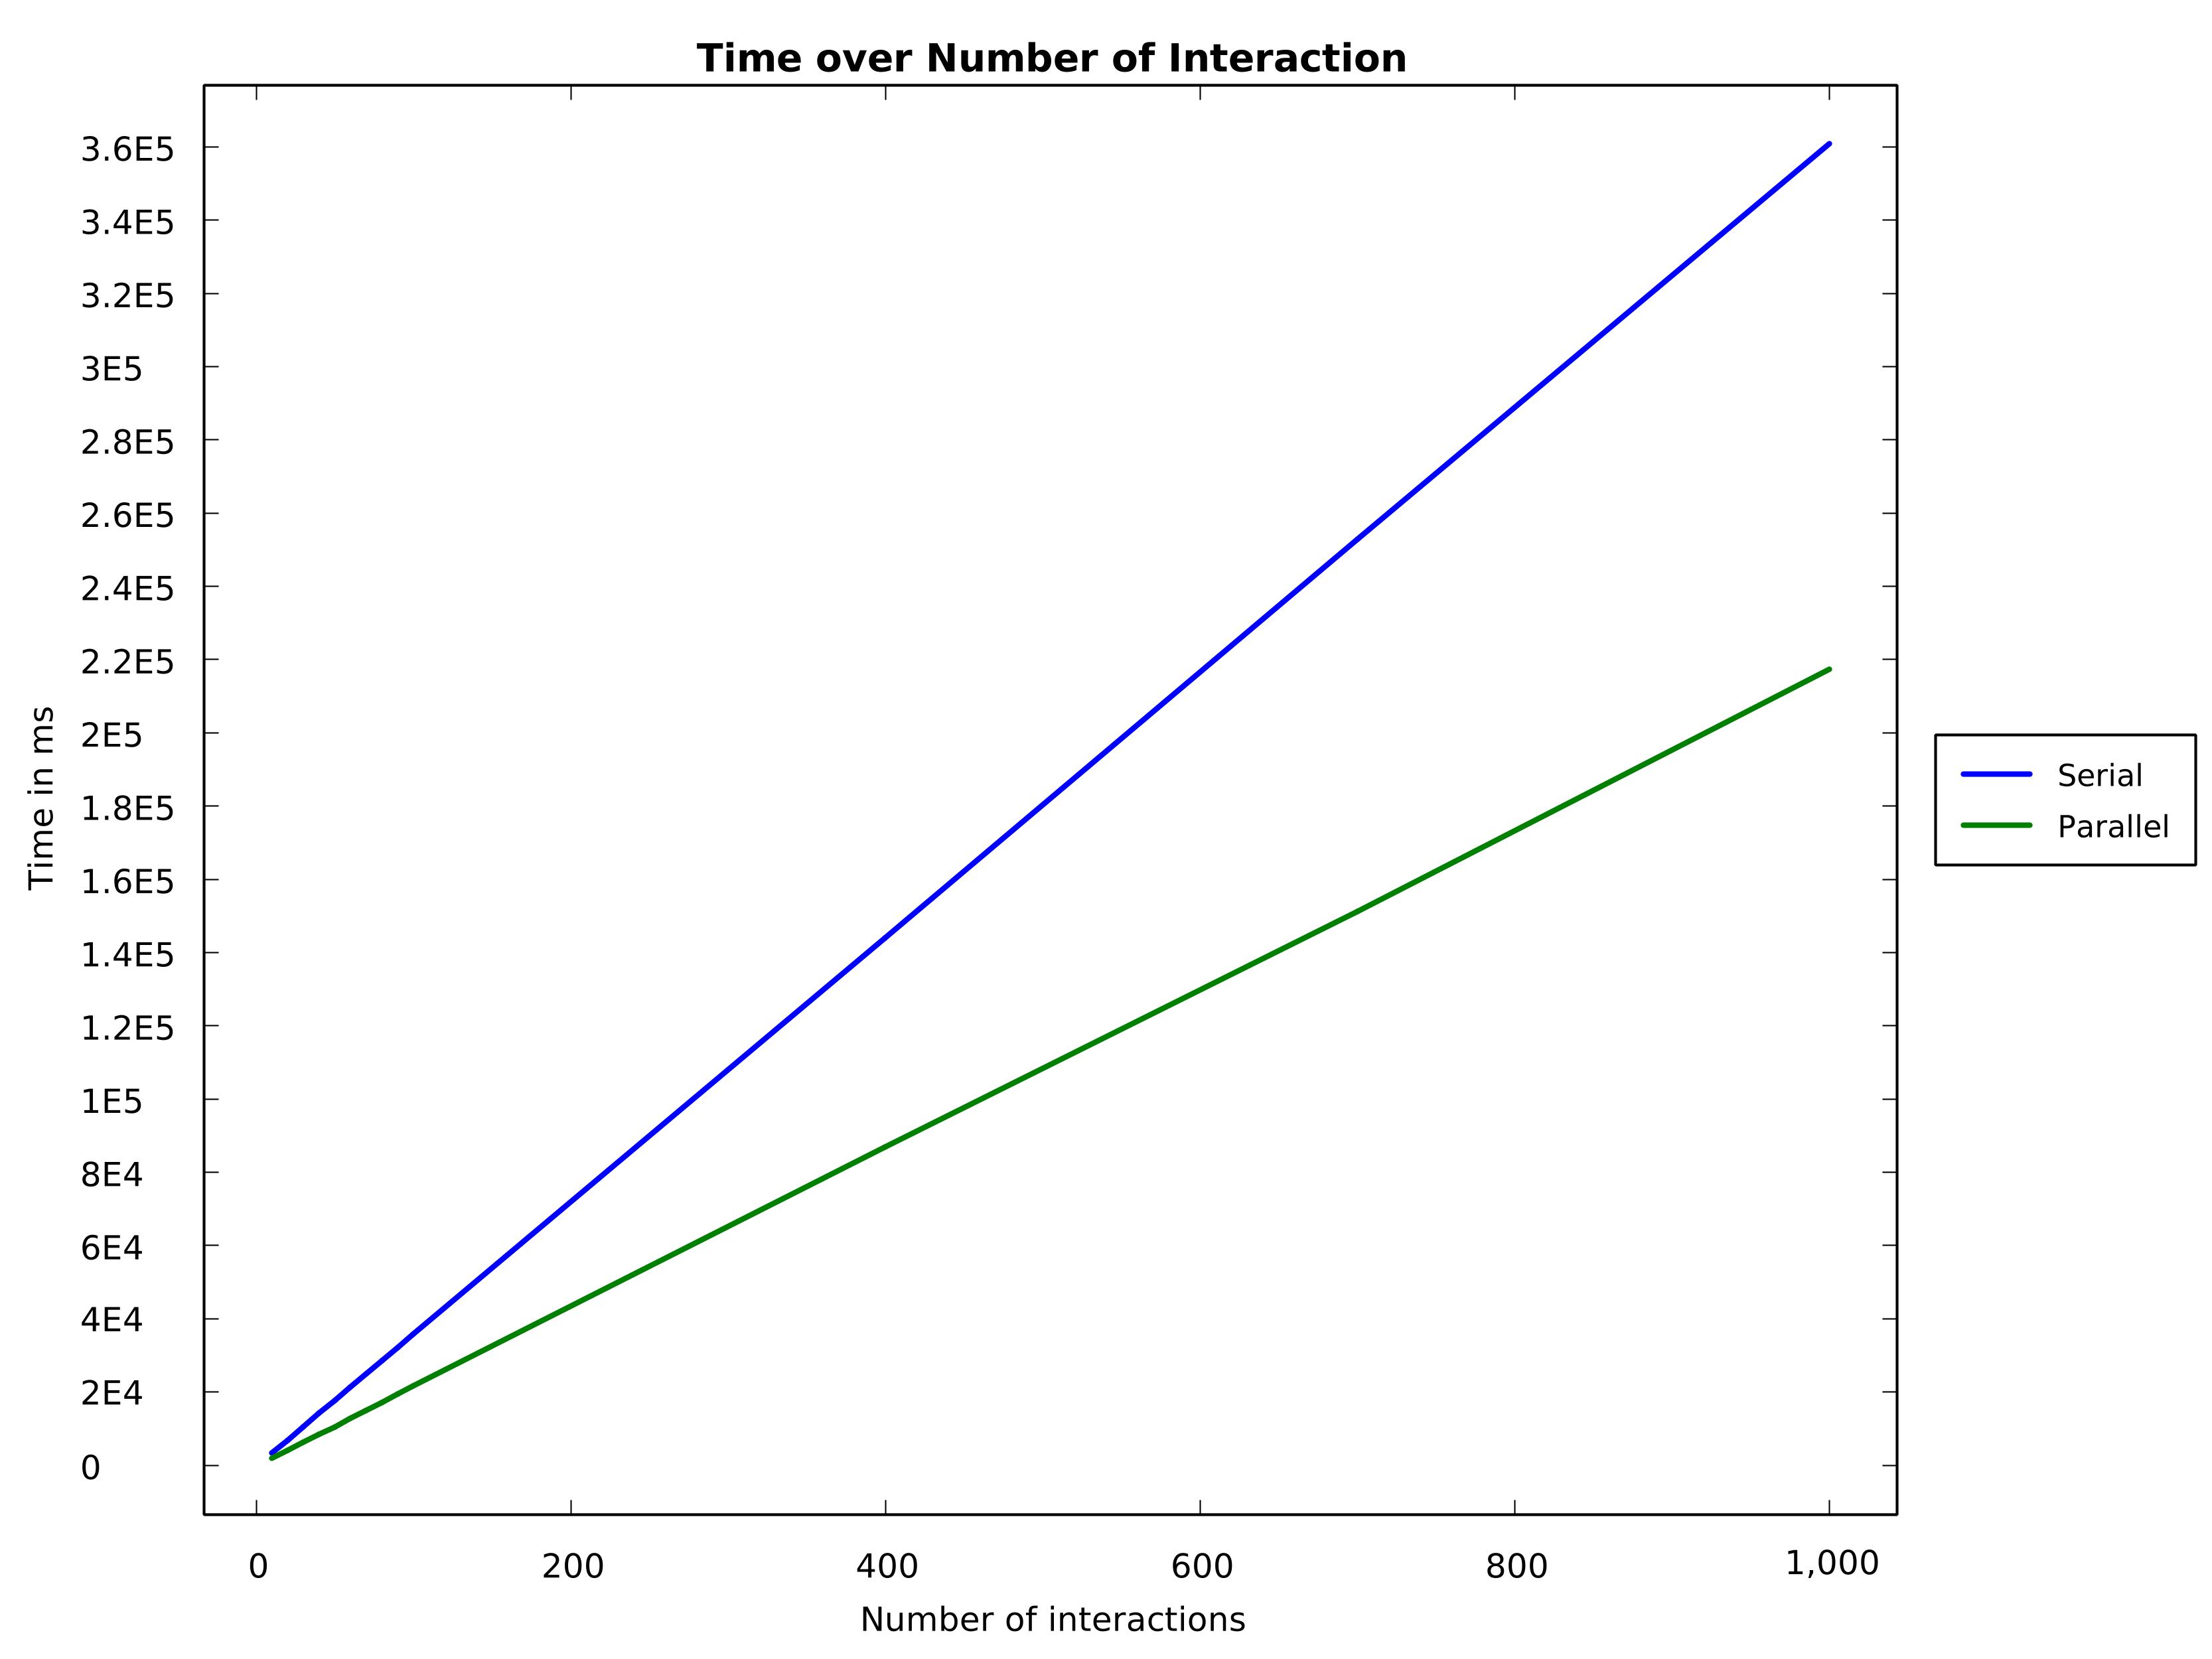 Time over Number of Interaction
3.6E5
3.4E5
3.2E5
3E5
2.8E5
2.6E5
2.4E5
2.2E5
2E5
1.8E5
1.6E5
1.4E5
1.2E5
1E5
8E4
6E4
4E4
2E4
0
Time in ms
0 200 400 600 800 1,000
Number of interactions
Serial
Parallel